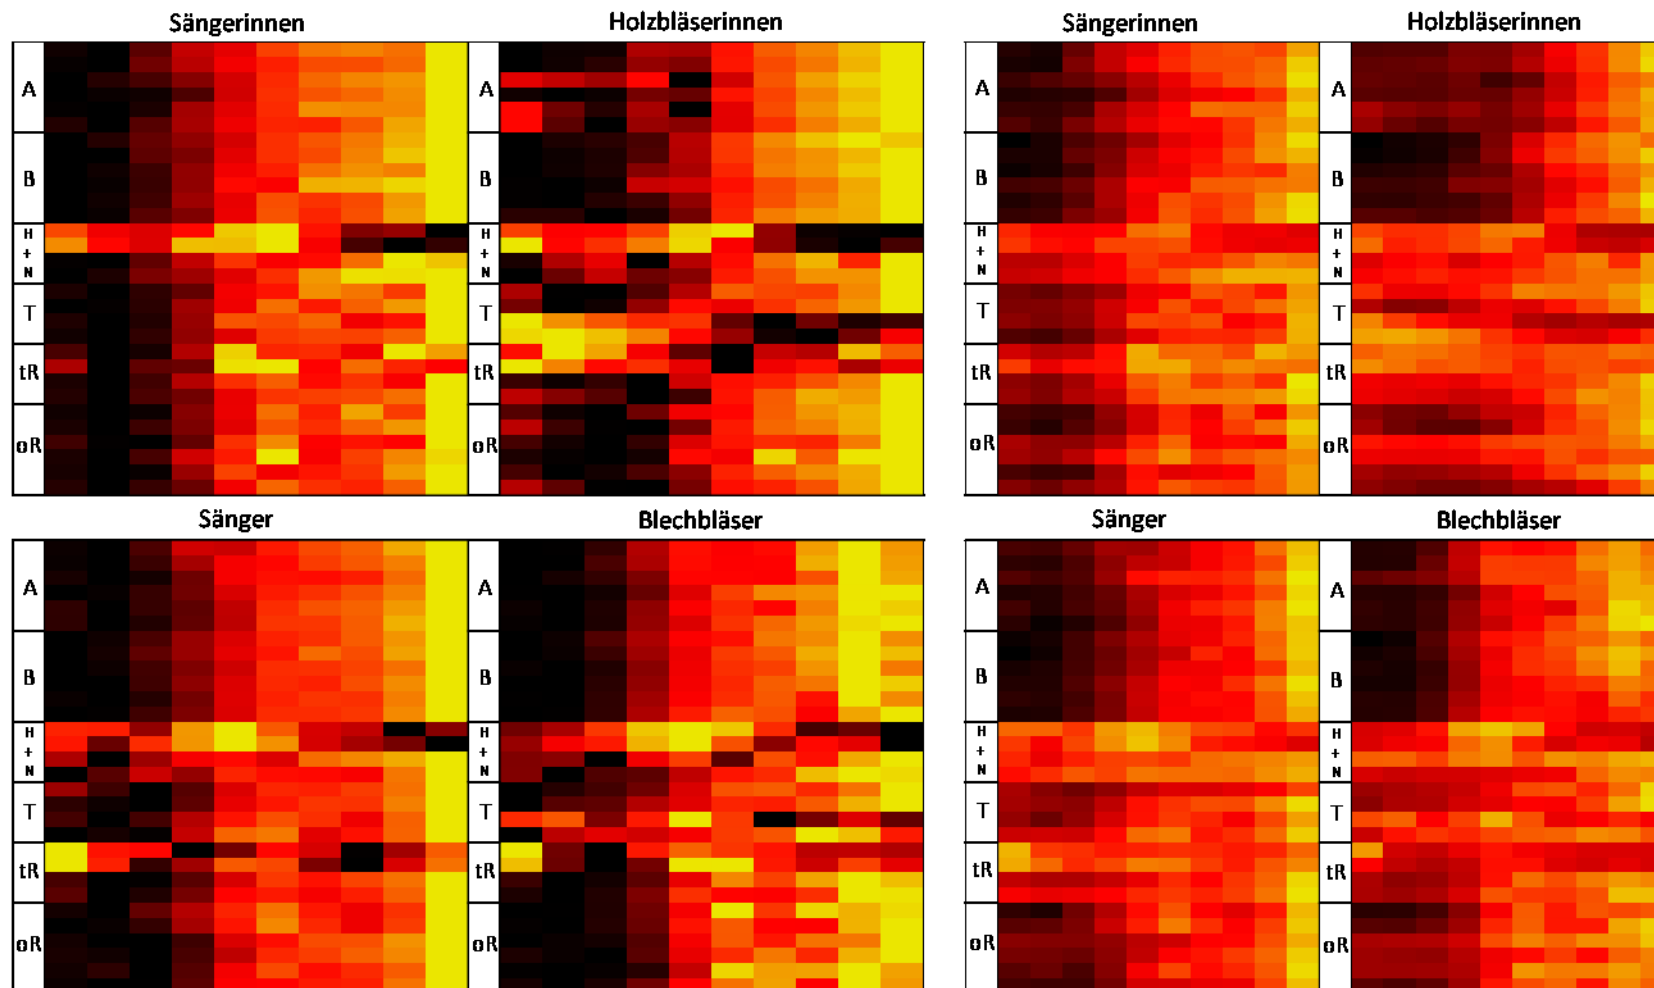 Sängerinnen Holzbläserinnen Sängerinnen Holzbläserinnen
A A A A
B B B B
H H H H
+ + + +
N N N N
T T T T
tR tR tR tR
oR oR oR oR
Sänger Blechbläser Sänger Blechbläser
A A A A
B B B B
H H H H
+ + + +
N N N N
T T T T
tR tR tR tR
oR oR oR oR